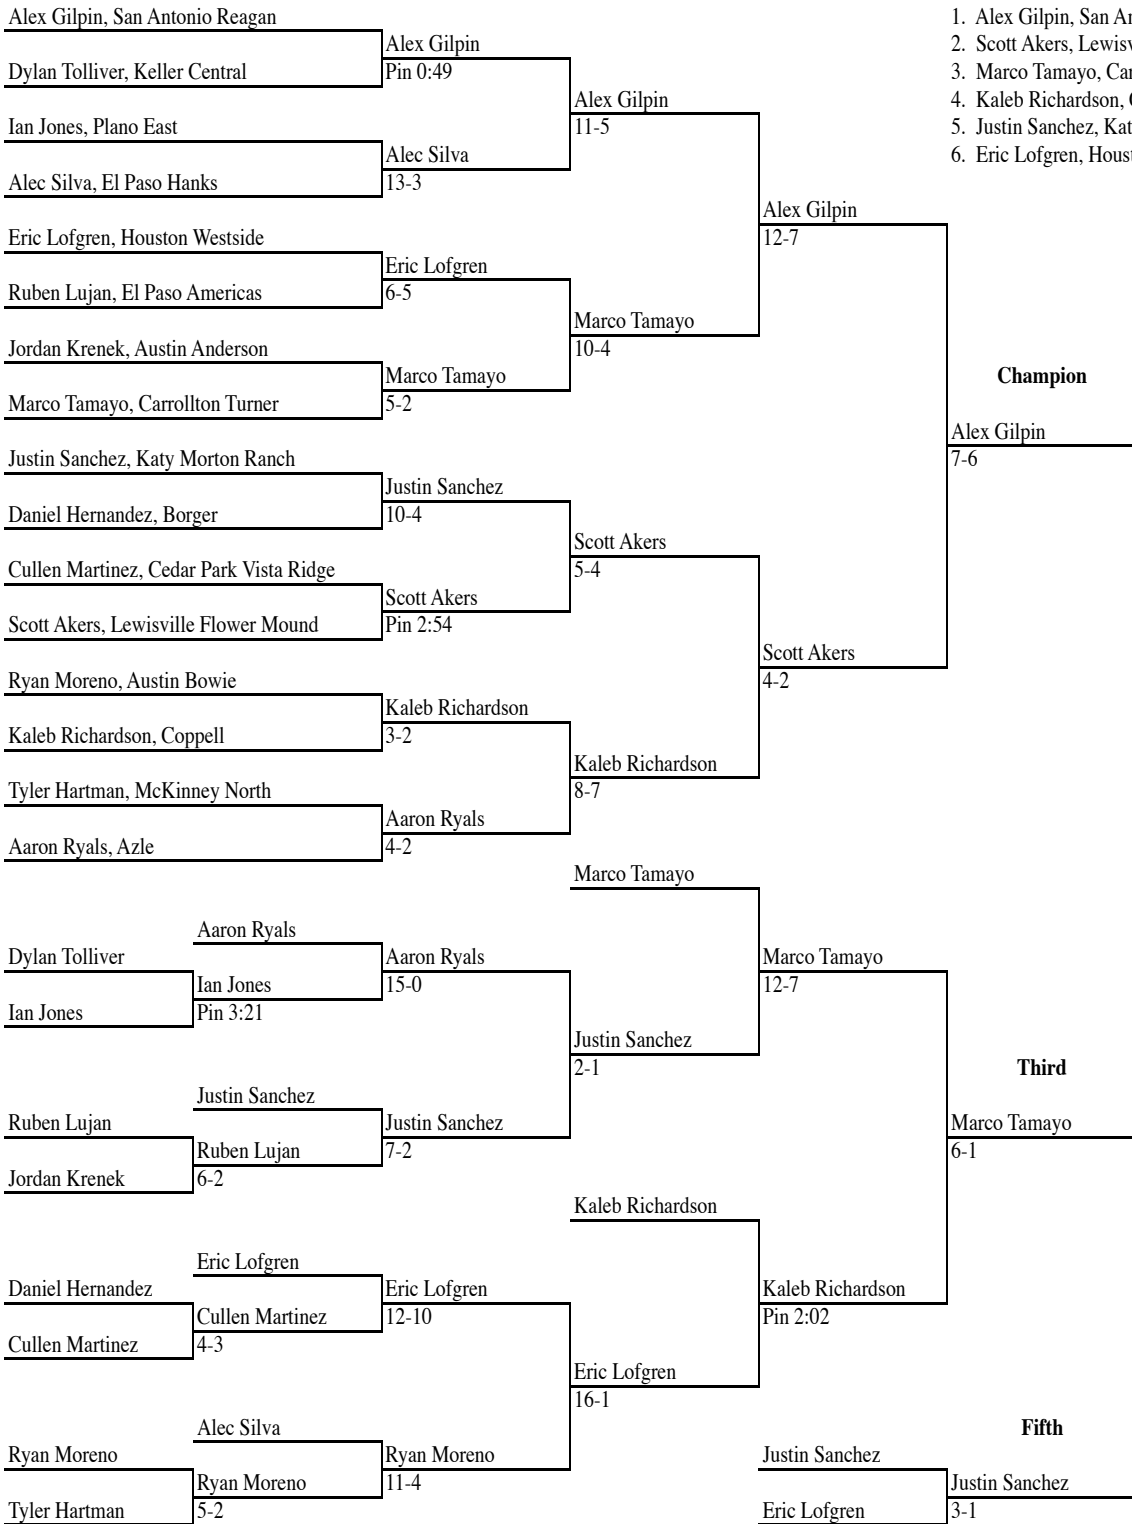 Alex Gilpin, San Antonio Reagan
Dylan Tolliver, Keller Central
Ian Jones, Plano East
Alec Silva, El Paso Hanks
Eric Lofgren, Houston Westside
Ruben Lujan, El Paso Americas
Jordan Krenek, Austin Anderson
Marco Tamayo, Carrollton Turner
Justin Sanchez, Katy Morton Ranch
Daniel Hernandez, Borger
Cullen Martinez, Cedar Park Vista Ridge
Scott Akers, Lewisville Flower Mound
Ryan Moreno, Austin Bowie
Kaleb Richardson, Coppell
Tyler Hartman, McKinney North
Aaron Ryals, Azle
Alex Gilpin
Pin 0:49
Alec Silva
13-3
Eric Lofgren
6-5
Marco Tamayo
5-2
Justin Sanchez
10-4
Scott Akers
Pin 2:54
Kaleb Richardson
3-2
Aaron Ryals
4-2
Alex Gilpin
11-5
Marco Tamayo
10-4
Scott Akers
5-4
Kaleb Richardson
8-7
Alex Gilpin
12-7
Scott Akers
4-2
Champion
Alex Gilpin
7-6
1. Alex Gilpin, San
2. Scott Akers,
3. Marco Tamayo,
4. Kaleb Richardson,
5. Justin Sanchez,
6. Eric Lofgren,
Dylan Tolliver
Ian Jones
Ruben Lujan
Jordan Krenek
Daniel Hernandez
Cullen Martinez
Ryan Moreno
Tyler Hartman
Aaron Ryals
Ian Jones
Pin 3:21
Justin Sanchez
Ruben Lujan
6-2
Eric Lofgren
Cullen Martinez
4-3
Alec Silva
Ryan Moreno
5-2
Aaron Ryals
15-0
Justin Sanchez
7-2
Eric Lofgren
12-10
Ryan Moreno
11-4
Marco Tamayo
Justin Sanchez
2-1
Kaleb Richardson
Eric Lofgren
16-1
Marco Tamayo
12-7
Kaleb Richardson
Pin 2:02
Third
Marco Tamayo
6-1
Fifth
Justin Sanchez
Eric Lofgren
Justin Sanchez
3-1